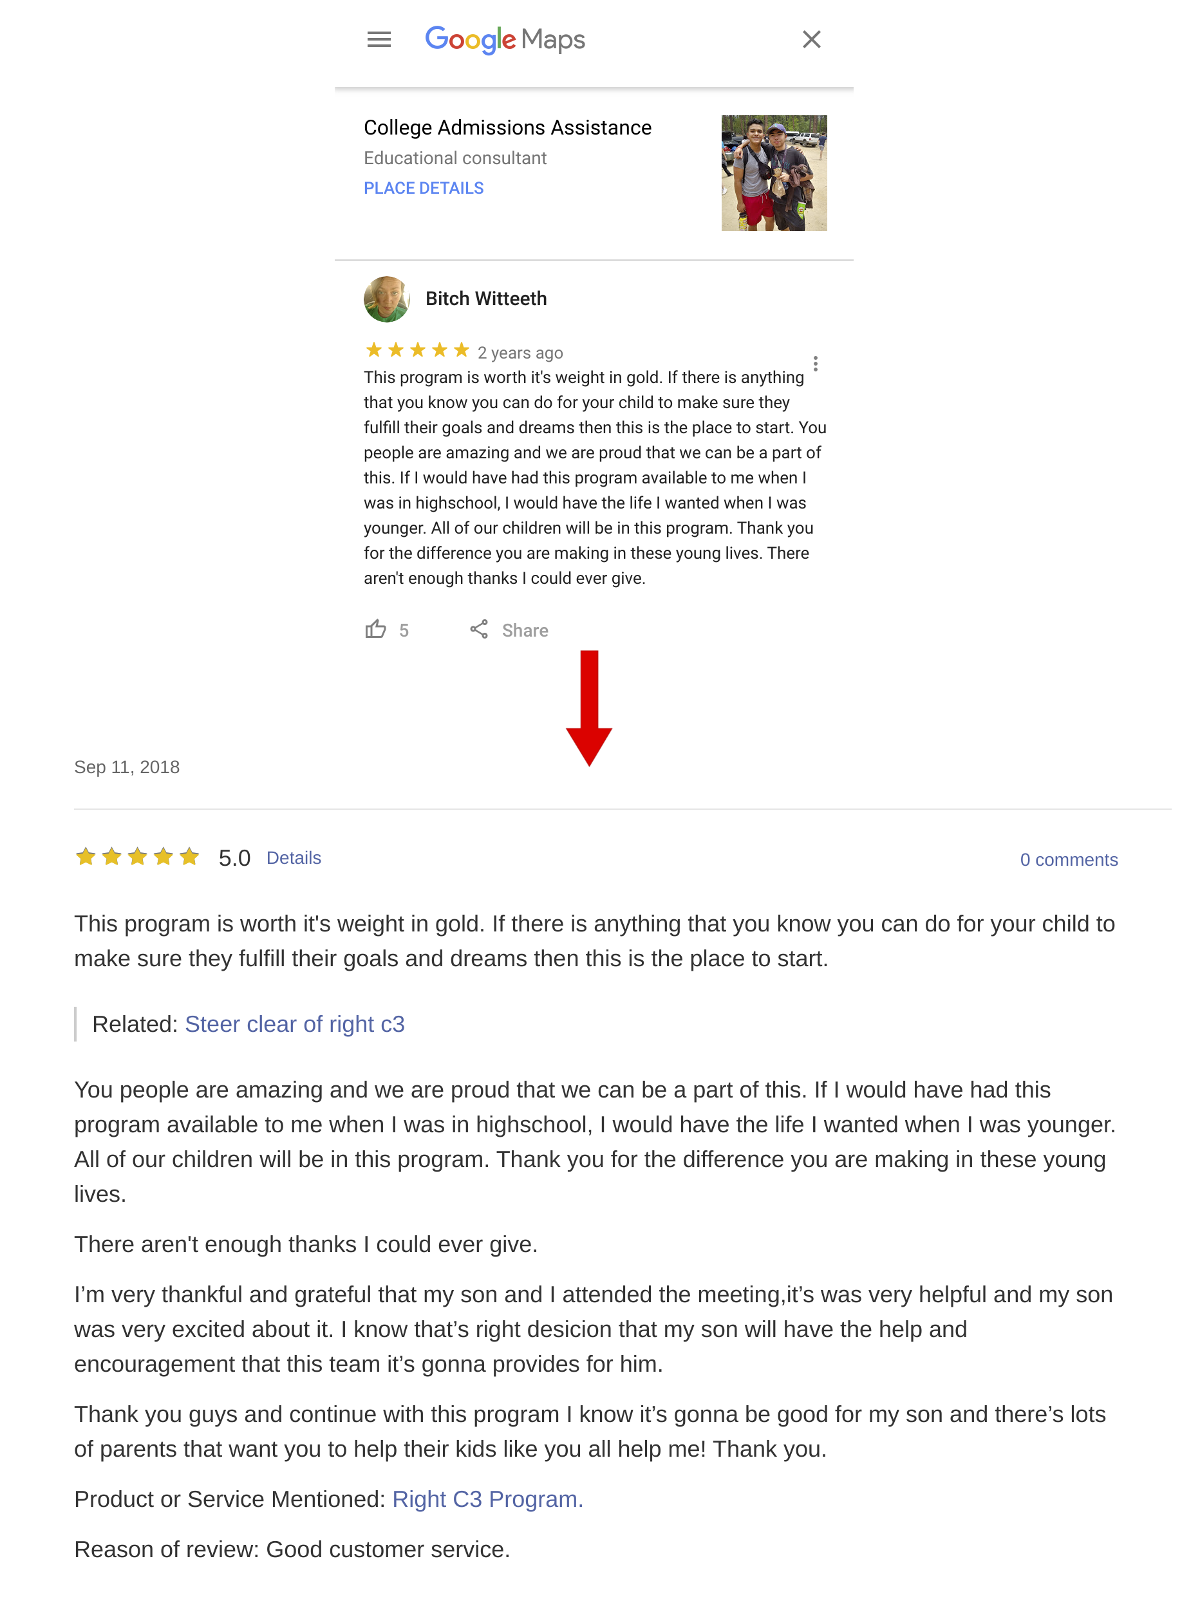 Google Maps
College Admissions Assistance
Educational consultant
PLACE DETAILS
Bitch Witteeth
2 years ago
This program is worth it's weight in gold. If there is anything
that you know you can do for your child to make sure they
fulfill their goals and dreams then this is the place to start. You
people are amazing and we are proud that we can be a part of
this. If I would have had this program available to me when I
was in highschool, I would have the life I wanted when I was
younger. All of our children will be in this program. Thank you
for the difference you are making in these young lives. There
aren't enough thanks I could ever give.
5 Share
Sep 11, 2018
5.0 Details 0 comments
This program is worth it's weight in gold. If there is anything that you know you can do for your child to
make sure they fulfill their goals and dreams then this is the place to start.
Related: Steer clear of right c3
You people are amazing and we are proud that we can be a part of this. If I would have had this
program available to me when I was in highschool, I would have the life I wanted when I was younger.
All of our children will be in this program. Thank you for the difference you are making in these young
lives.
There aren't enough thanks I could ever give.
I’m very thankful and grateful that my son and I attended the meeting,it’s was very helpful and my son
was very excited about it. I know that’s right desicion that my son will have the help and
encouragement that this team it’s gonna provides for him.
Thank you guys and continue with this program I know it’s gonna be good for my son and there’s lots
of parents that want you to help their kids like you all help me! Thank you.
Product or Service Mentioned: Right C3 Program.
Reason of review: Good customer service.